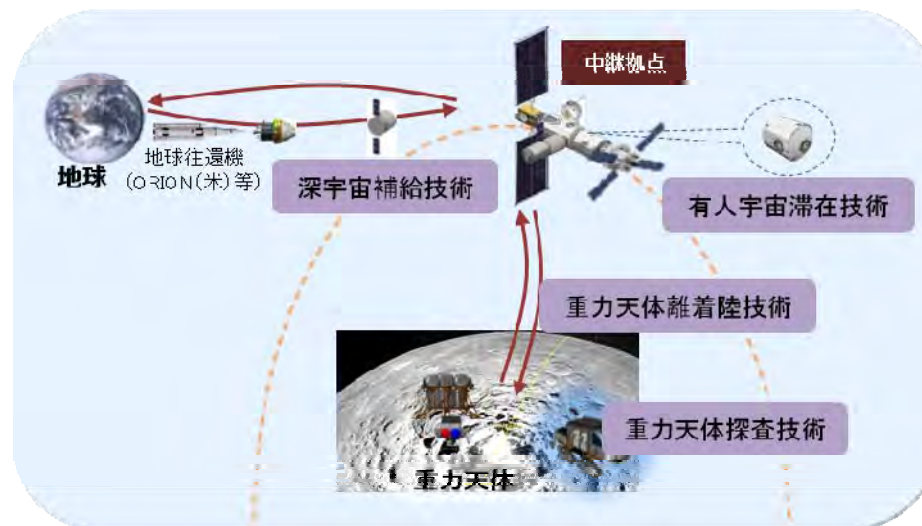 中継拠点
地球
地球往還機
(ORION(米)等)
深宇宙補給技術
有人宇宙滞在技術
重力天体離着陸技術
重力天体探査技術
重力天体